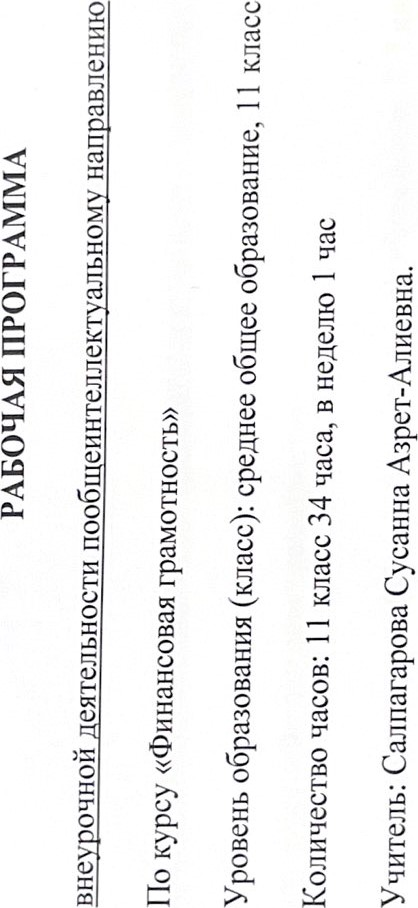 РАБОЧАЯ ПРОГРАММА
внеурочной деятельности пообщеинтеллектуальному направлению
По курсу «Финансовая грамотность»
Уровень образования (класс): среднее общее образование, 11 класс
Количество часов: 11 класс 34 часа, в неделю 1 час
Учитель: Салпагарова Сусанна Азрет-Алиевна.